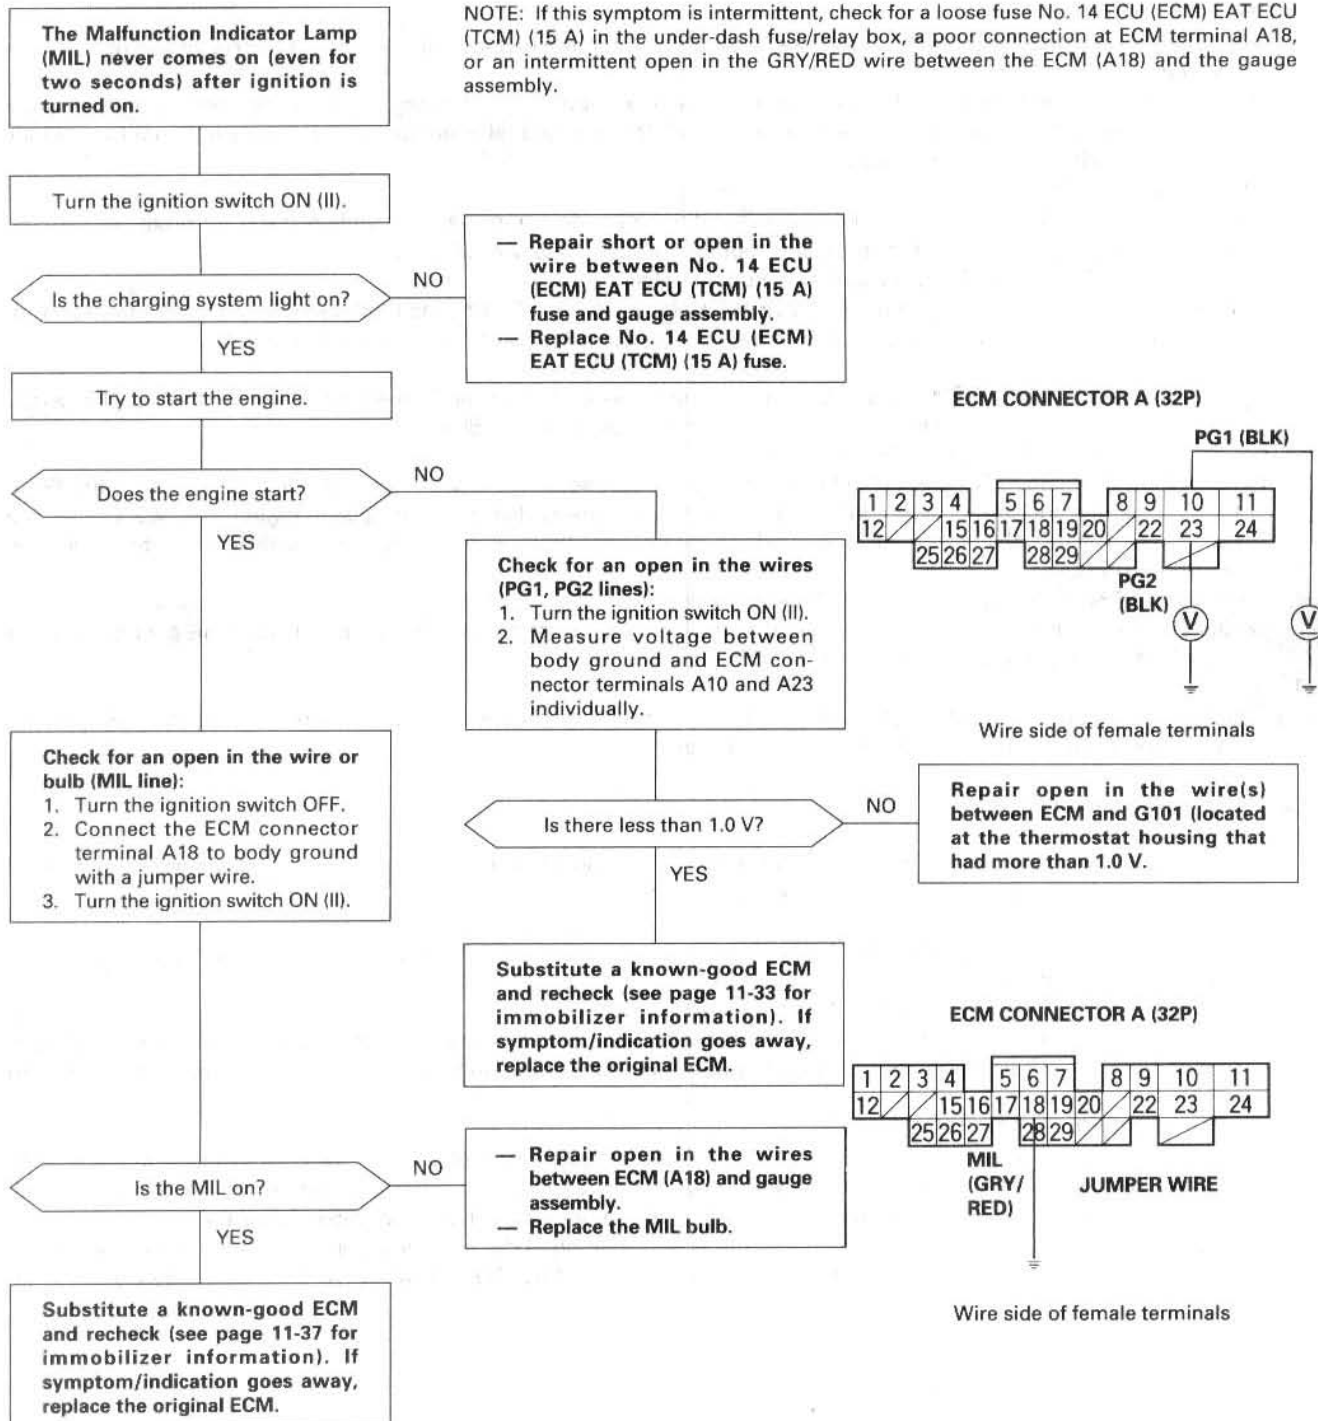 NOTE: If this symptom is intermittent, check for a loose fuse No. 14 ECU (ECM) EAT ECU
(TCM) (15 A) in the under-dash fuse/relay box, a poor connection at ECM terminal A18,
or an intermittent open in the GRY/RED wire between the ECM (A18) and the gauge
assembly.
The Malfunction Indicator Lamp
(MIL) never comes on (even for
two seconds) after ignition is
turned on.
Turn the ignition switch ON (II).
Is the charging system light on?
NO
— Repair short or open in the
wire between No. 14 ECU
(ECM) EAT ECU (TCM) (15 A)
fuse and gauge assembly.
— Replace No. 14 ECU (ECM)
EAT ECU (TCM) (15 A) fuse.
YES
Try to start the engine.
Does the engine start?
NO
YES
Check for an open in the wires
(PG1, PG2 lines):
1. Turn the ignition switch ON (II).
2. Measure voltage between
body ground and ECM con-
nector terminals A10 and A23
individually.
ECM CONNECTOR A (32P)
PG1 (BLK)
1 2 3 4 5 6 7 8 9 10 11
12 15 16 17 18 19 20 22 23 24
25 26 27 28 29
PG2
(BLK)
V V
Wire side of female terminals
Check for an open in the wire or
bulb (MIL line):
1. Turn the ignition switch OFF.
2. Connect the ECM connector
terminal A18 to body ground
with a jumper wire.
3. Turn the ignition switch ON (II).
Is there less than 1.0 V?
NO
Repair open in the wire(s)
between ECM and G101 (located
at the thermostat housing that
had more than 1.0 V.
YES
Substitute a known-good ECM
and recheck (see page 11-33 for
immobilizer information). If
symptom/indication goes away,
replace the original ECM.
ECM CONNECTOR A (32P)
1 2 3 4 5 6 7 8 9 10 11
12 15 16 17 18 19 20 22 23 24
25 26 27 28 29
MIL
(GRY/
RED)
JUMPER WIRE
Wire side of female terminals
Is the MIL on?
NO
— Repair open in the wires
between ECM (A18) and gauge
assembly.
— Replace the MIL bulb.
YES
Substitute a known-good ECM
and recheck (see page 11-37 for
immobilizer information). If
symptom/indication goes away,
replace the original ECM.